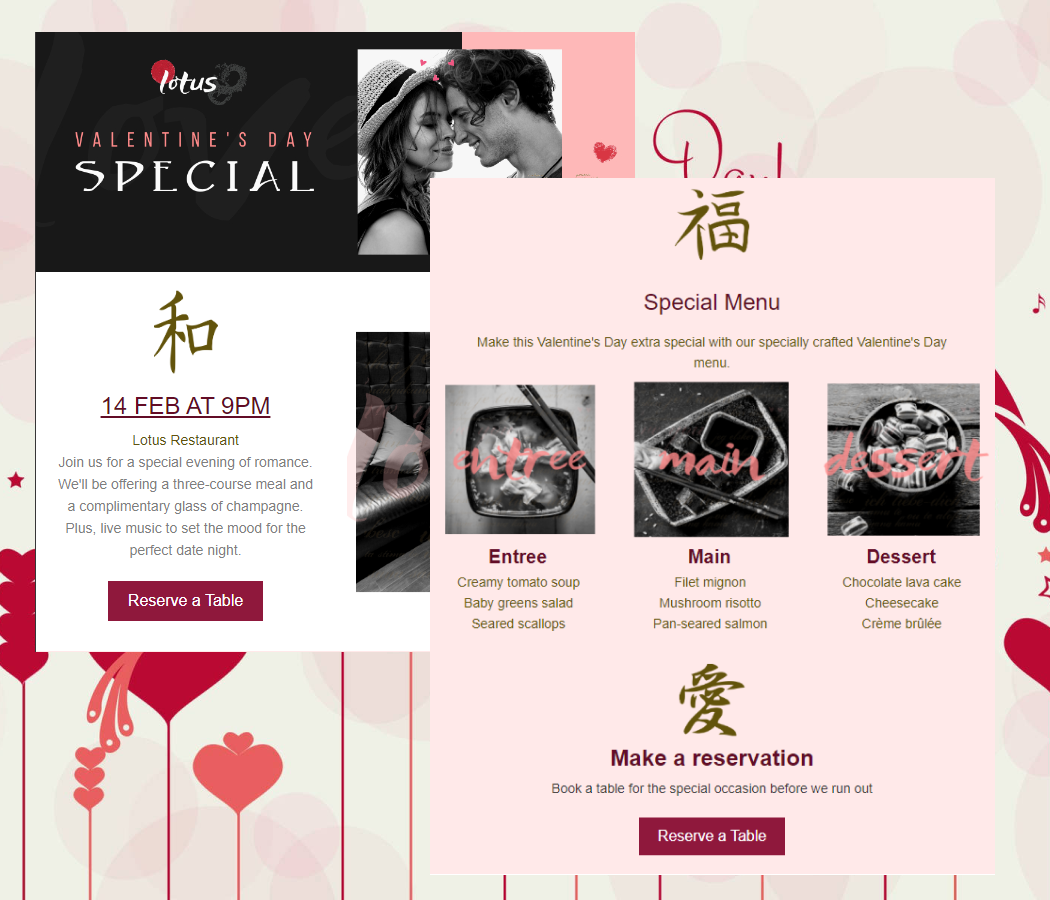 lotus
VALENTINE'S DAY
SPECIAL
Day!
和
14 FEB AT 9PM
Lotus Restaurant
Join us for a special evening of romance.
We'll be offering a three-course meal and
a complimentary glass of champagne.
Plus, live music to set the mood for the
perfect date night.
Reserve a Table
福
Special Menu
Make this Valentine's Day extra special with our specially crafted Valentine's Day
menu.
entree
main
dessert
Entree
Creamy tomato soup
Baby greens salad
Seared scallops
Main
Filet mignon
Mushroom risotto
Pan-seared salmon
Dessert
Chocolate lava cake
Cheesecake
Crème brûlée
愛
Make a reservation
Book a table for the special occasion before we run out
Reserve a Table